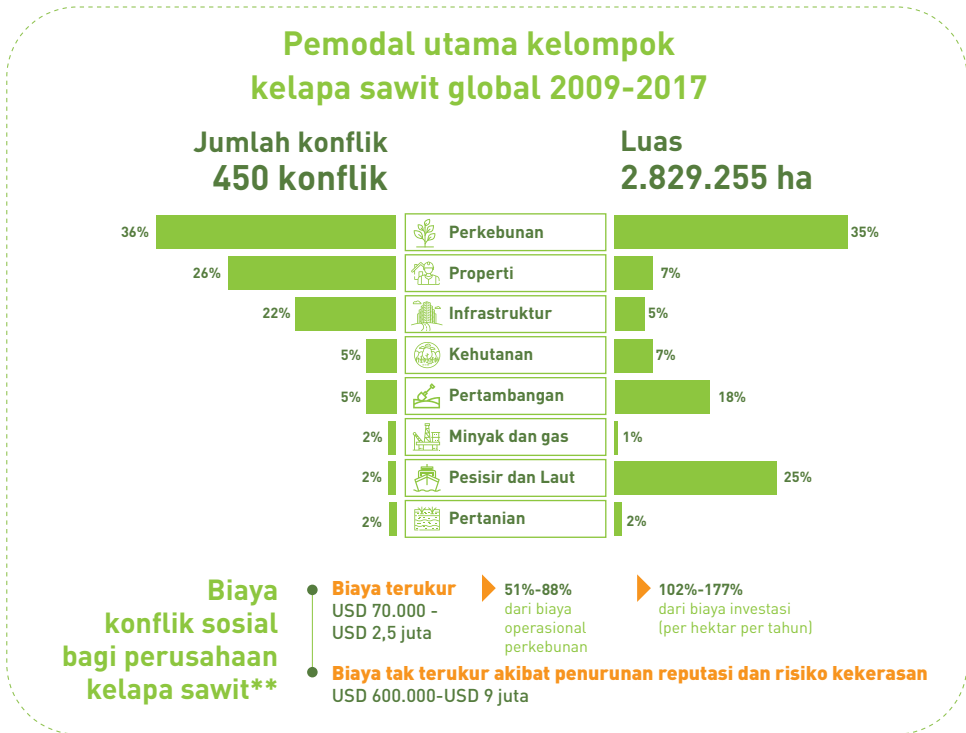 Pemodal utama kelompok
kelapa sawit global 2009-2017
Jumlah konflik
450 konflik
Luas
2.829.255 ha
36% Perkebunan 35%
26% Properti 7%
22% Infrastruktur 5%
5% Kehutanan 7%
5% Pertambangan 18%
2% Minyak dan gas 1%
2% Pesisir dan Laut 25%
2% Pertanian 2%
Biaya
konflik sosial
bagi perusahaan
kelapa sawit**
Biaya terukur
USD 70.000 -
USD 2,5 juta
51%-88%
dari biaya
operasional
perkebunan
102%-177%
dari biaya investasi
(per hektar per tahun)
Biaya tak terukur akibat penurunan reputasi dan risiko kekerasan
USD 600.000-USD 9 juta